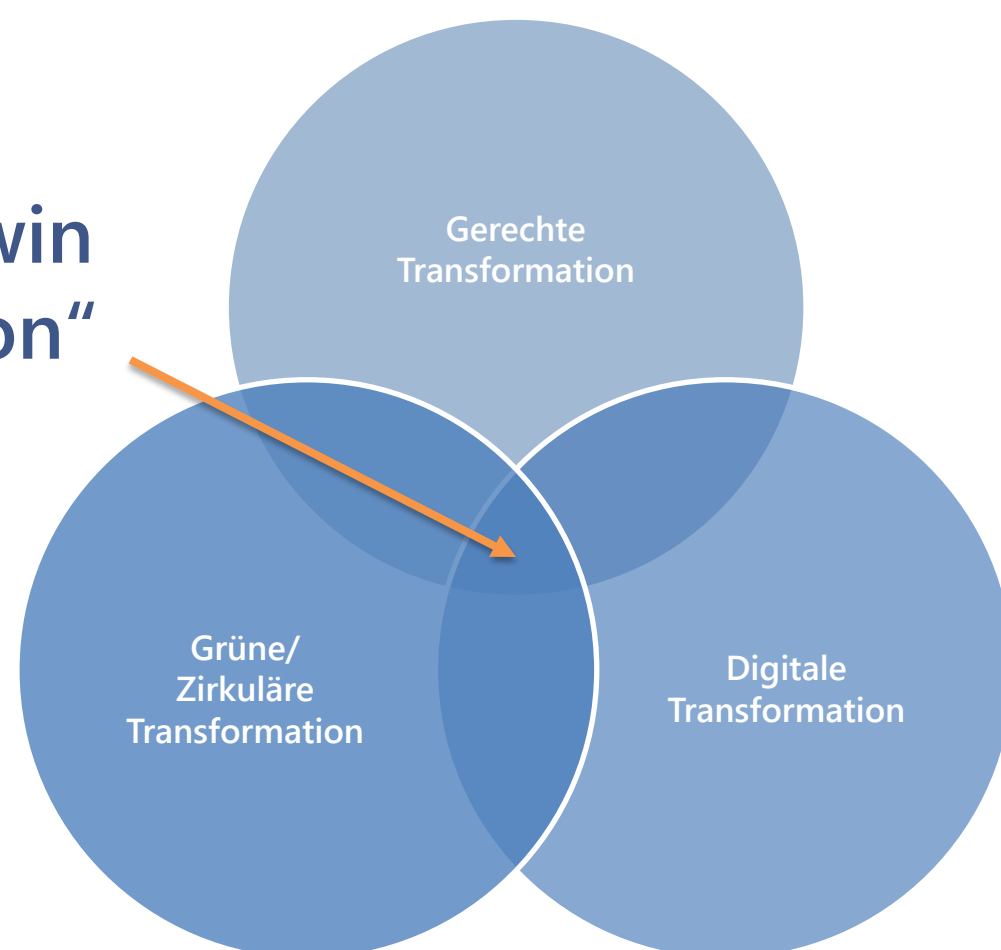 win
on“
Gerechte
Transformation
Grüne/
Zirkuläre
Transformation
Digitale
Transformation